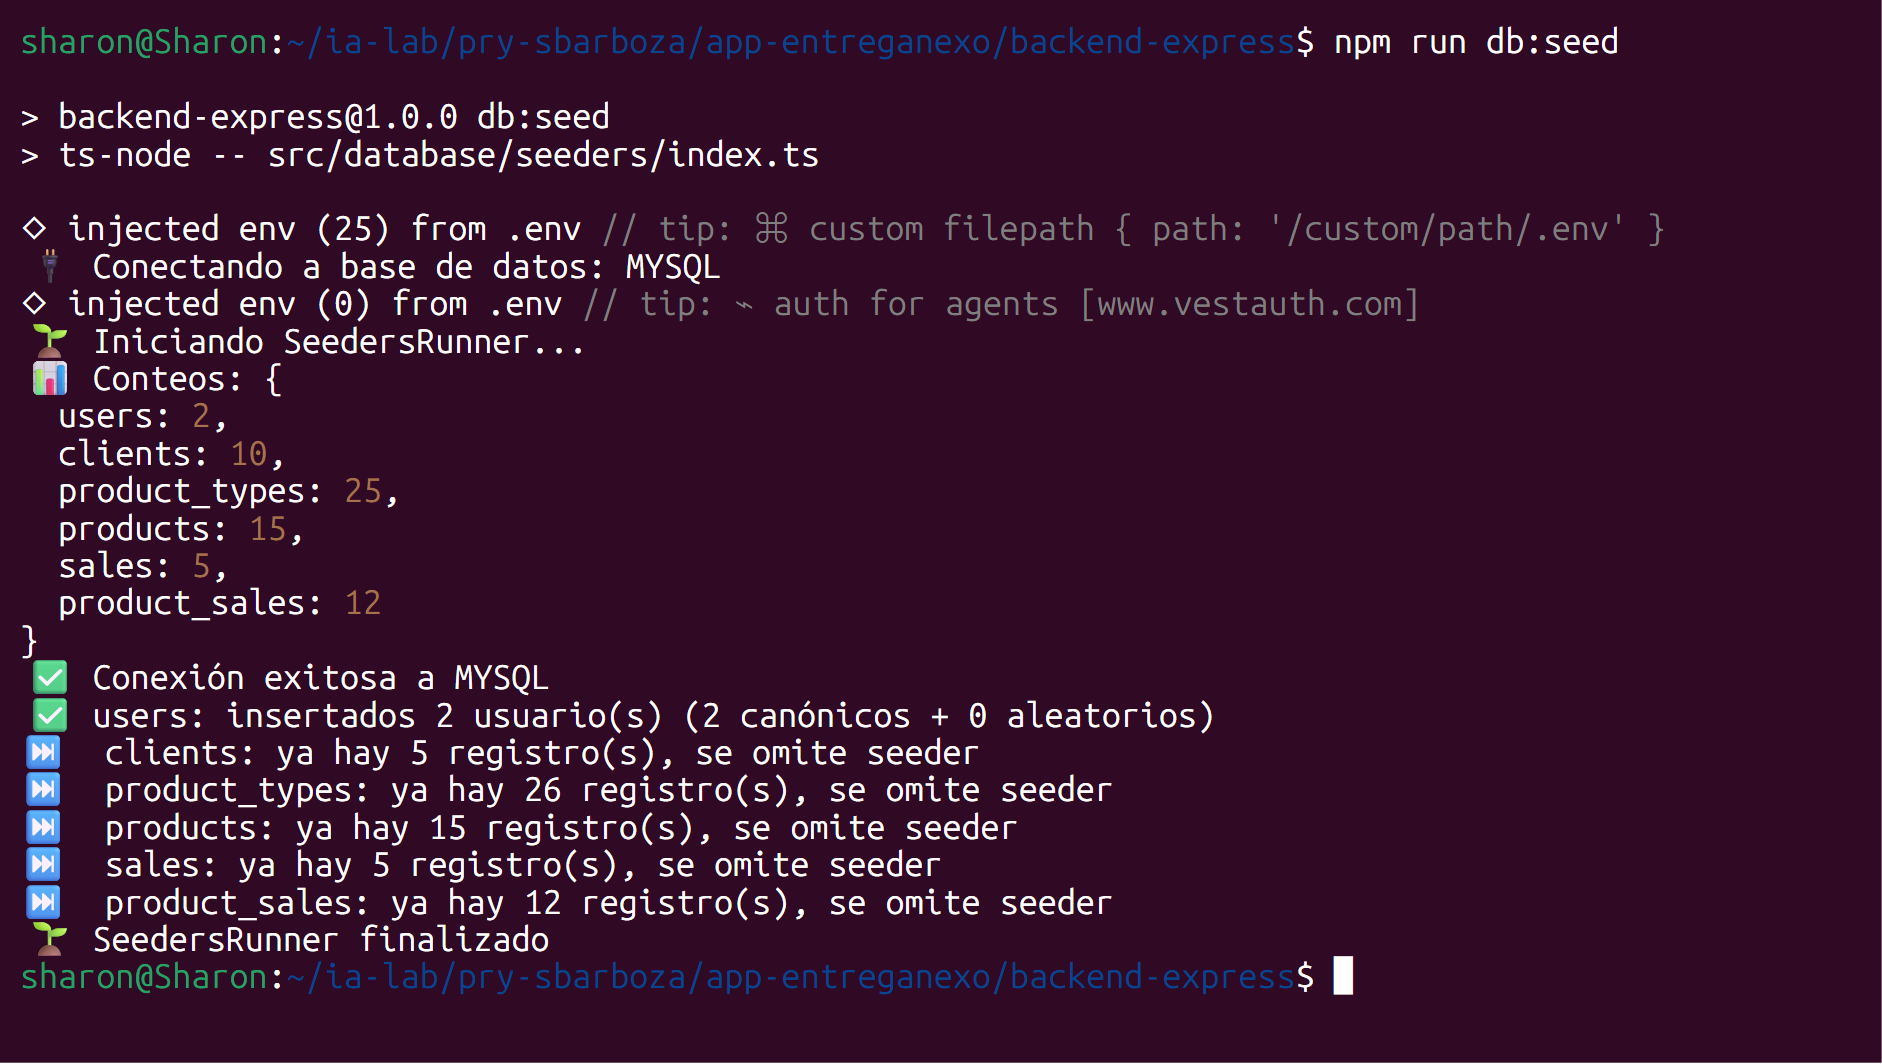 sharon@Sharon:~/ia-lab/pry-sbarboza/app-entreganexo/backend-express$ npm run db:seed
> backend-express@1.0.0 db:seed
> ts-node -- src/database/seeders/index.ts
◇ injected env (25) from .env // tip: ⌘ custom filepath { path: '/custom/path/.env' }
🔌 Conectando a base de datos: MYSQL
◇ injected env (0) from .env // tip: ⌁ auth for agents [www.vestauth.com]
🌱 Iniciando SeedersRunner...
📊 Conteos: {
  users: 2,
  clients: 10,
  product_types: 25,
  products: 15,
  sales: 5,
  product_sales: 12
}
✅ Conexión exitosa a MYSQL
✅ users: insertados 2 usuario(s) (2 canónicos + 0 aleatorios)
⏭ clients: ya hay 5 registro(s), se omite seeder
⏭ product_types: ya hay 26 registro(s), se omite seeder
⏭ products: ya hay 15 registro(s), se omite seeder
⏭ sales: ya hay 5 registro(s), se omite seeder
⏭ product_sales: ya hay 12 registro(s), se omite seeder
🌱 SeedersRunner finalizado
sharon@Sharon:~/ia-lab/pry-sbarboza/app-entreganexo/backend-express$